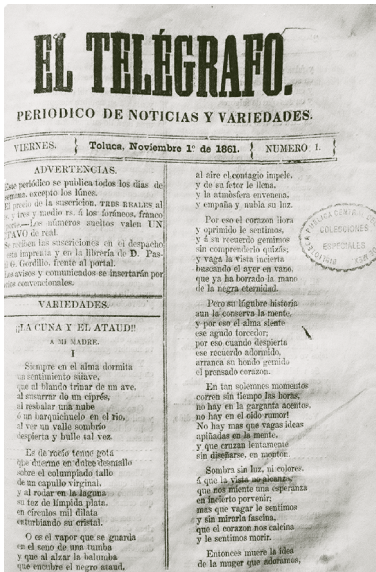 EL TELÉGRAFO.
PERIODICO DE NOTICIAS Y VARIEDADES.
VIERNES. Toluca, Noviembre 1º de 1861. NUMERO 1.
ADVERTENCIAS.
Este periódico se publica todos los dias de
semana, excepto los lúnes.
El precio de la suscricion, TRES REALES al
y tres y medio rs. á los foráneos, franco
Los números sueltos valen UN
TAVO de real.
Se reciben las suscriciones en el despacho
esta imprenta y en la librería de D. Pas-
G. Gordillo, frente al portal.
Los avisos y comunicados se insertarán por
cios convencionales.
VARIEDADES.
¡¡LA CUNA Y EL ATAUD!!
A MI MADRE.
I
Siempre en el alma dormita
un sentimiento süave,
que al blando trinar de un ave,
al susurrar de un ciprés,
al resbalar una nube
ó un barquichuelo en el rio,
al ver un valle sombrío
despierta y bulle tal vez.
Es de rocío tenue gota
que duerme en dulce desmallo
sobre el columpiado tallo
de un capullo virginal,
y al rodar en la laguna
su tez de límpida plata,
en círculos mil dilata
enturbiando su cristal.
O es el vapor que se guarda
en el seno de una tumba
y que al alzar la balumba
que encubre el negro ataud,
al aire el contagio impele,
y de su fetor le llena,
y la atmósfera envenena,
y empaña y nubla su luz.
Por eso el corazon llora
y oprimido le sentimos,
y á su recuerdo gemimos
sin comprenderlo quizás;
y vaga la vista incierta
buscando el ayer en vano,
que ya ha borrado la mano
de la negra eternidad.
Pero su lúgubre historia
aun la conserva la mente,
y por eso el alma siente
ese agudo torcedor;
por eso cuando despierta
ese recuerdo adormido,
arranca su hondo gemido
el prensado corazon.
En tan solemnes momentos
corren sin tiempo las horas,
no hay en la garganta acentos,
no hay en el oido rumor!
No hay mas que vagas ideas
apiñadas en la mente,
y que cruzan lentamente
sin diseñarse, en monton.
Sombra sin luz, ni colores,
á que la vista no alcanza,
que nos miente una esperanza
en incierto porvenir;
mas que vagar le sentimos
y sin mirarla fascina,
que el corazon nos calcina
y le sentimos morir.
Entonces muere la idea
de la muger que adoramos,
BIBLIOTECA PUBLICA CENTRAL
COLECCIONES
ESPECIALES